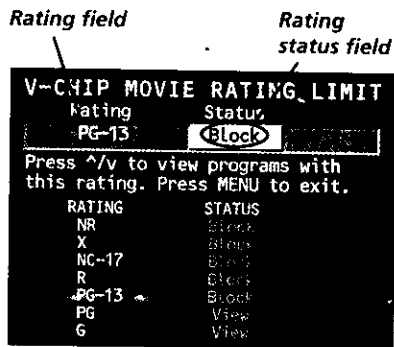 Rating field
Rating
status field
V-CHIP MOVIE RATING LIMIT
Rating Status
PG-13 Block
Press ^/v to view programs with
this rating. Press MENU to exit.
RATING STATUS
NR Block
X Block
NC-17 Block
R Block
PG-13 Block
PG View
G View